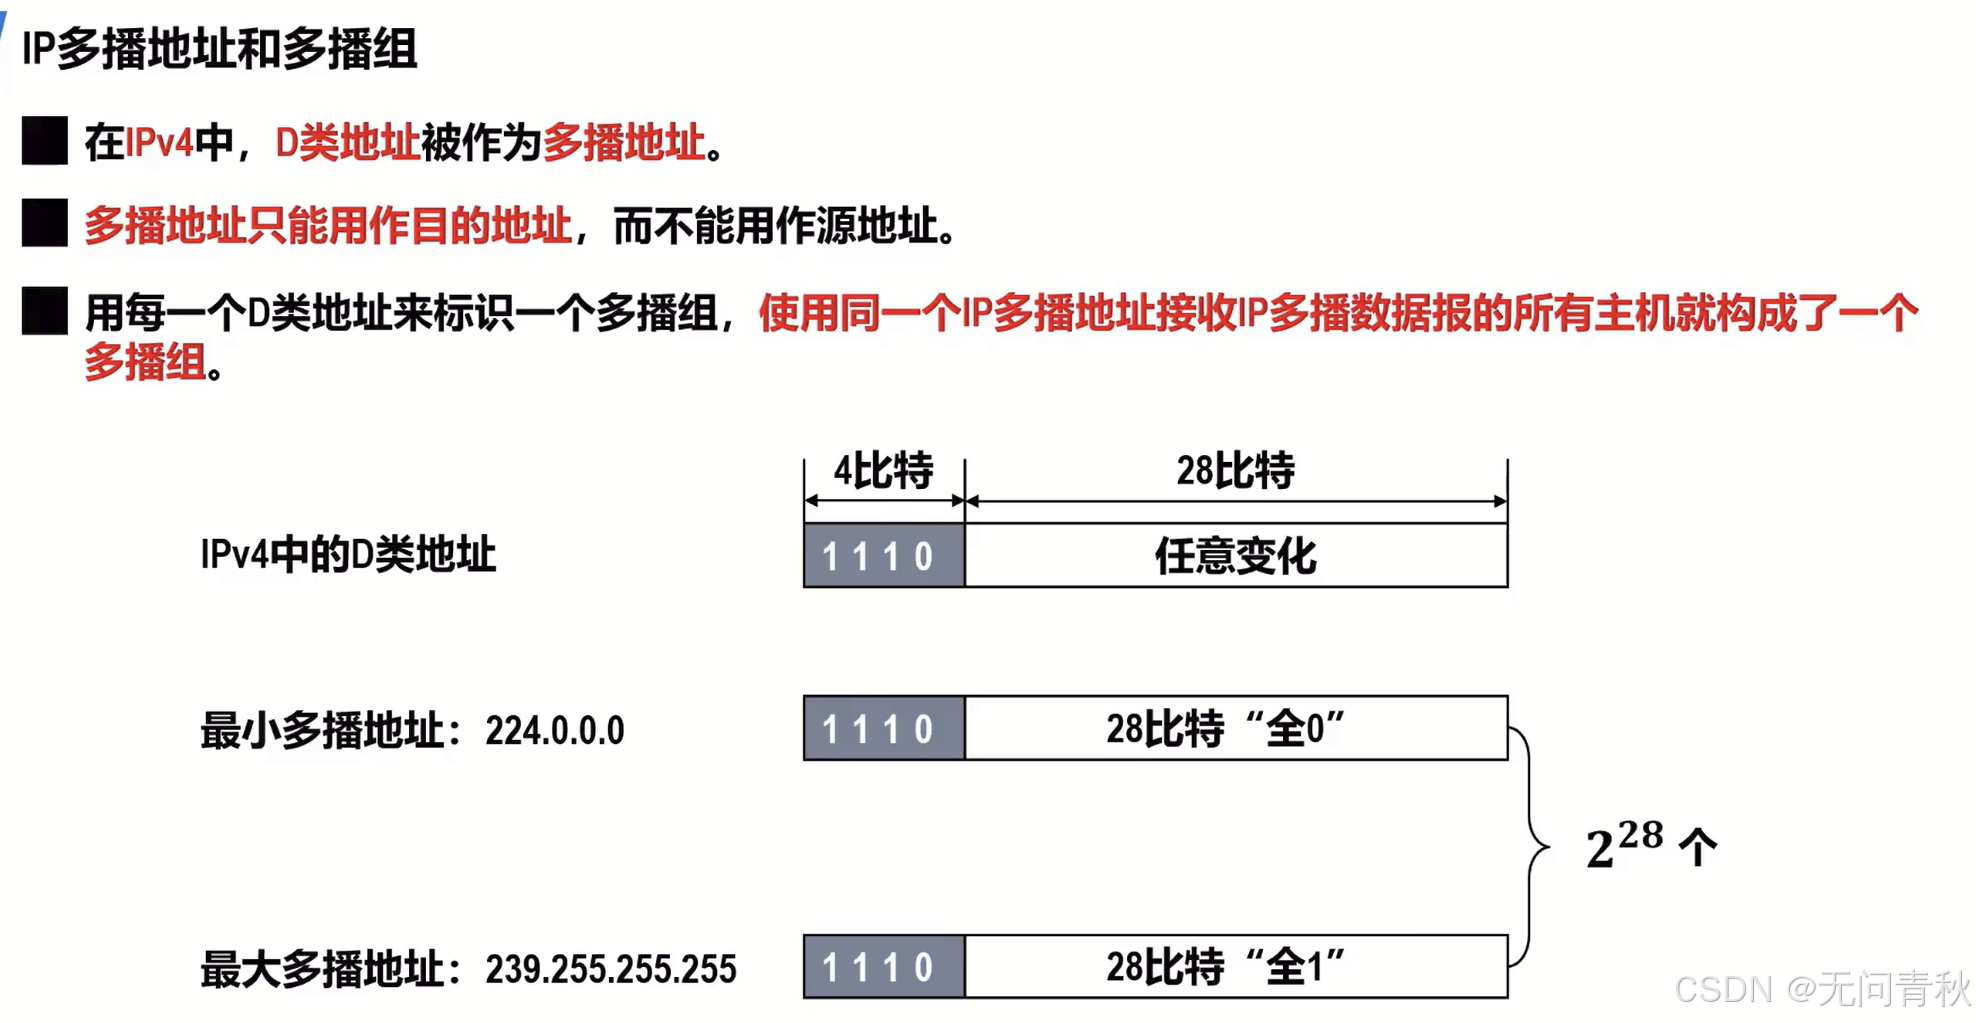 IP多播地址和多播组
在IPv4中，D类地址被作为多播地址。
多播地址只能用作目的地址，而不能用作源地址。
用每一个D类地址来标识一个多播组，使用同一个IP多播地址接收IP多播数据报的所有主机就构成了一个
多播组。
4比特 28比特
IPv4中的D类地址 1 1 1 0 任意变化
最小多播地址：224.0.0.0 1 1 1 0 28比特“全0”
2²⁸ 个
最大多播地址：239.255.255.255 1 1 1 0 28比特“全1”
CSDN @无问青秋